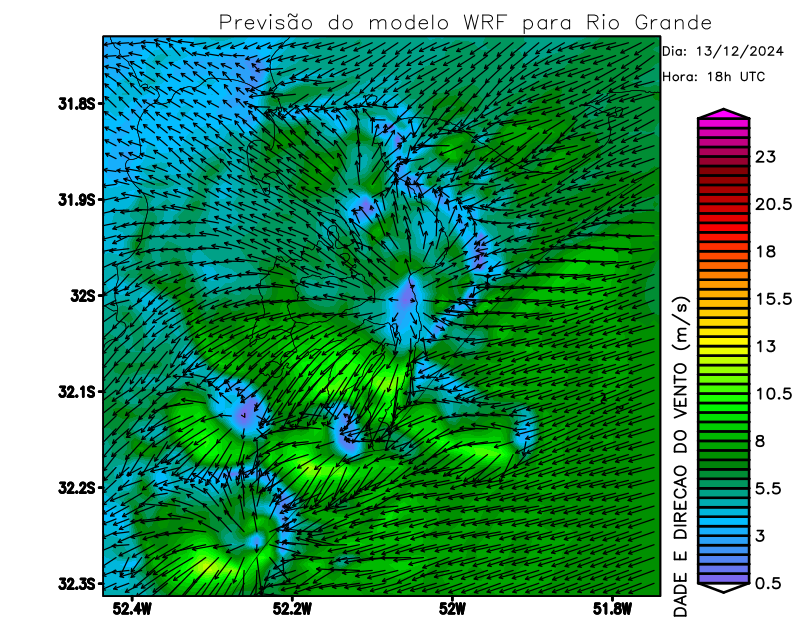 Previsão do modelo WRF para Rio Grande
Dia: 13/12/2024
Hora: 18h UTC
31.8S
31.9S
32S
32.1S
32.2S
32.3S
52.4W
52.2W
52W
51.8W
23
20.5
18
15.5
13
10.5
8
5.5
3
0.5
DADE E DIRECAO DO VENTO (m/s)